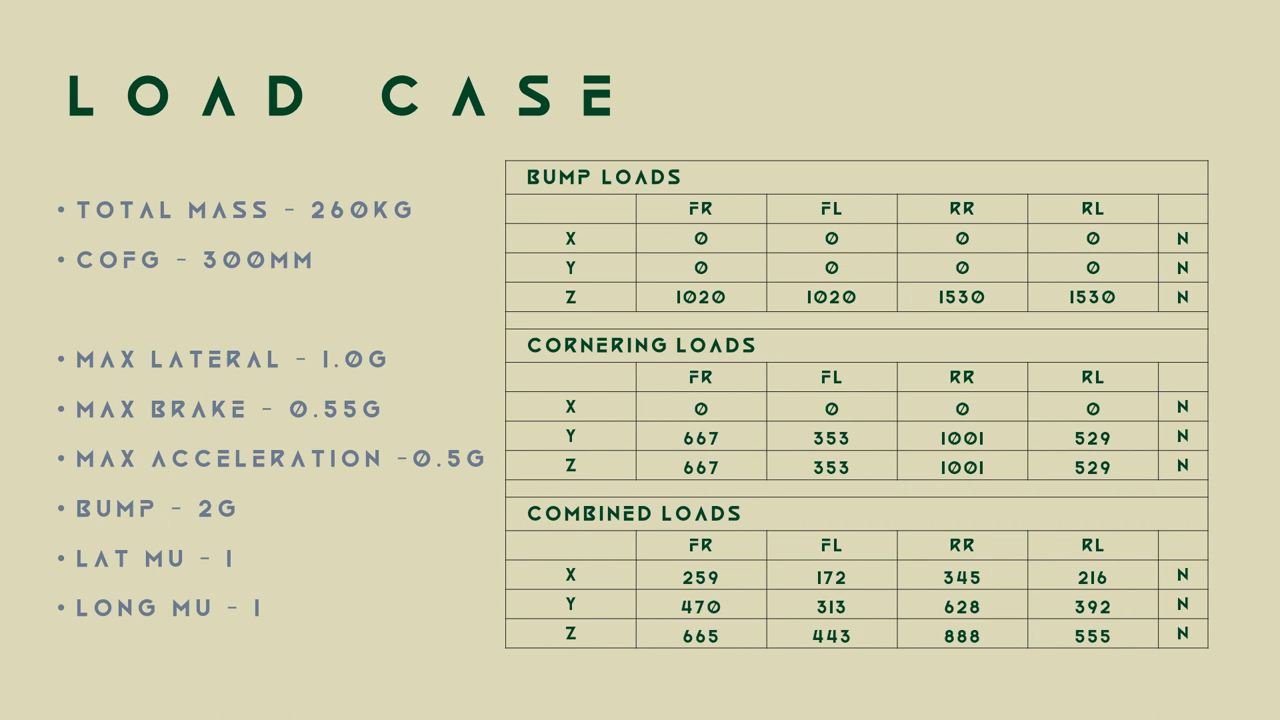 LOAD CASE
• TOTAL MASS - 260KG
• COFG - 300MM
• MAX LATERAL - 1.0G
• MAX BRAKE - 0.55G
• MAX ACCELERATION -0.5G
• BUMP - 2G
• LAT MU - 1
• LONG MU - 1
BUMP LOADS
FR FL RR RL
X 0 0 0 0 N
Y 0 0 0 0 N
Z 1020 1020 1530 1530 N
CORNERING LOADS
FR FL RR RL
X 0 0 0 0 N
Y 667 353 1001 529 N
Z 667 353 1001 529 N
COMBINED LOADS
FR FL RR RL
X 259 172 345 216 N
Y 470 313 628 392 N
Z 665 443 888 555 N